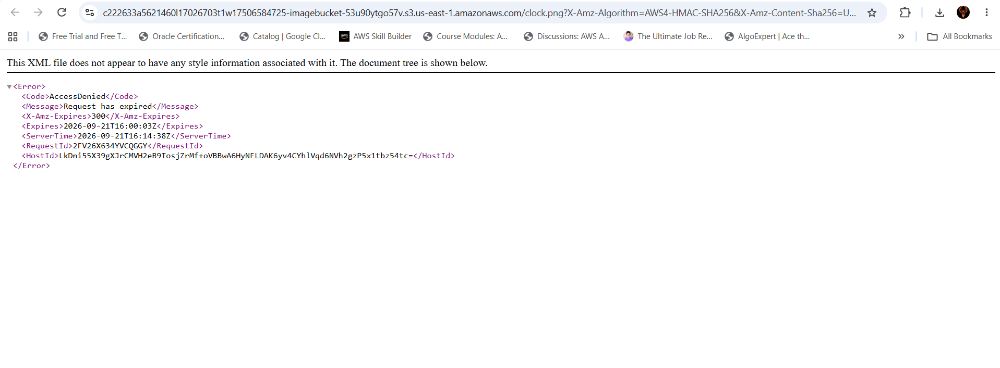 c222633a5621460l17026703t1w17506584725-imagebucket-53u90ytgo57v.s3.us-east-1.amazonaws.com/clock.png?X-Amz-Algorithm=AWS4-HMAC-SHA256&X-Amz-Content-Sha256=U...
Free Trial and Free T... Oracle Certification... Catalog | Google Cl... aws AWS Skill Builder Course Modules: A... Discussions: AWS A... The Ultimate Job Re... AlgoExpert | Ace th... » All Bookmarks
This XML file does not appear to have any style information associated with it. The document tree is shown below.
<Error>
<Code>AccessDenied</Code>
<Message>Request has expired</Message>
<X-Amz-Expires>300</X-Amz-Expires>
<Expires>2026-09-21T16:00:03Z</Expires>
<ServerTime>2026-09-21T16:14:38Z</ServerTime>
<RequestId>2FV26X634YVCQGGY</RequestId>
<HostId>LkDni55X39gXJrCMVH2eB9TosjZrMf+oVBBwA6HyNFLDAK6yv4CYhlVqd6NVh2gzP5x1tbz54tc=</HostId>
</Error>